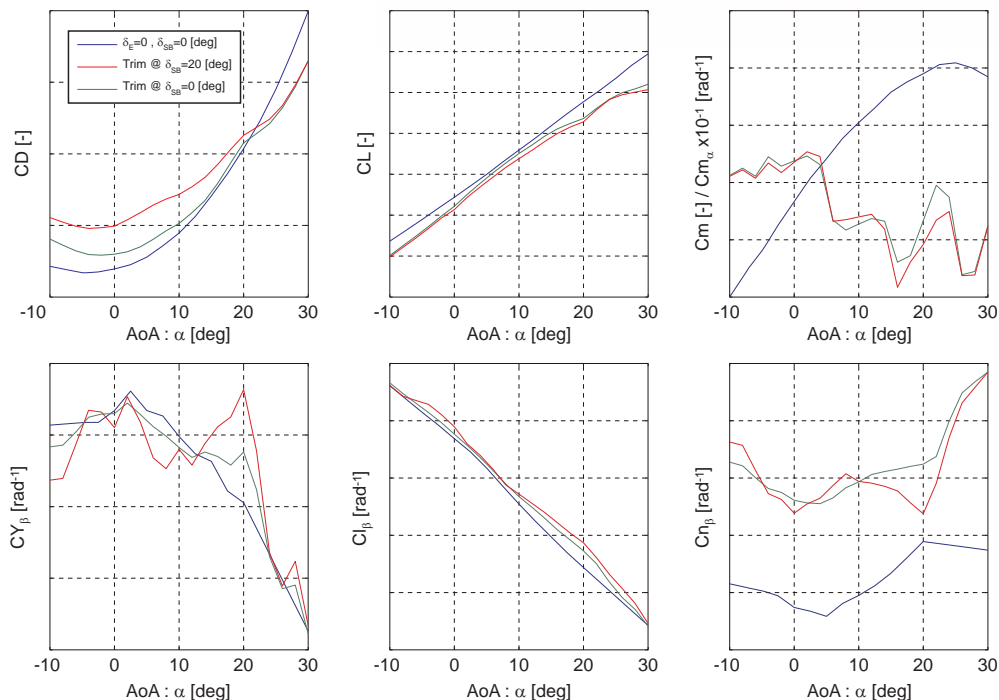 δE=0 , δSB=0 [deg]
Trim @ δSB=20 [deg]
Trim @ δSB=0 [deg]
CD [-]
-10 0 10 20 30
AoA : α [deg]
CL [-]
-10 0 10 20 30
AoA : α [deg]
Cm [-] / Cmα x10-1 [rad-1]
-10 0 10 20 30
AoA : α [deg]
CYβ [rad-1]
-10 0 10 20 30
AoA : α [deg]
Clβ [rad-1]
-10 0 10 20 30
AoA : α [deg]
Cnβ [rad-1]
-10 0 10 20 30
AoA : α [deg]